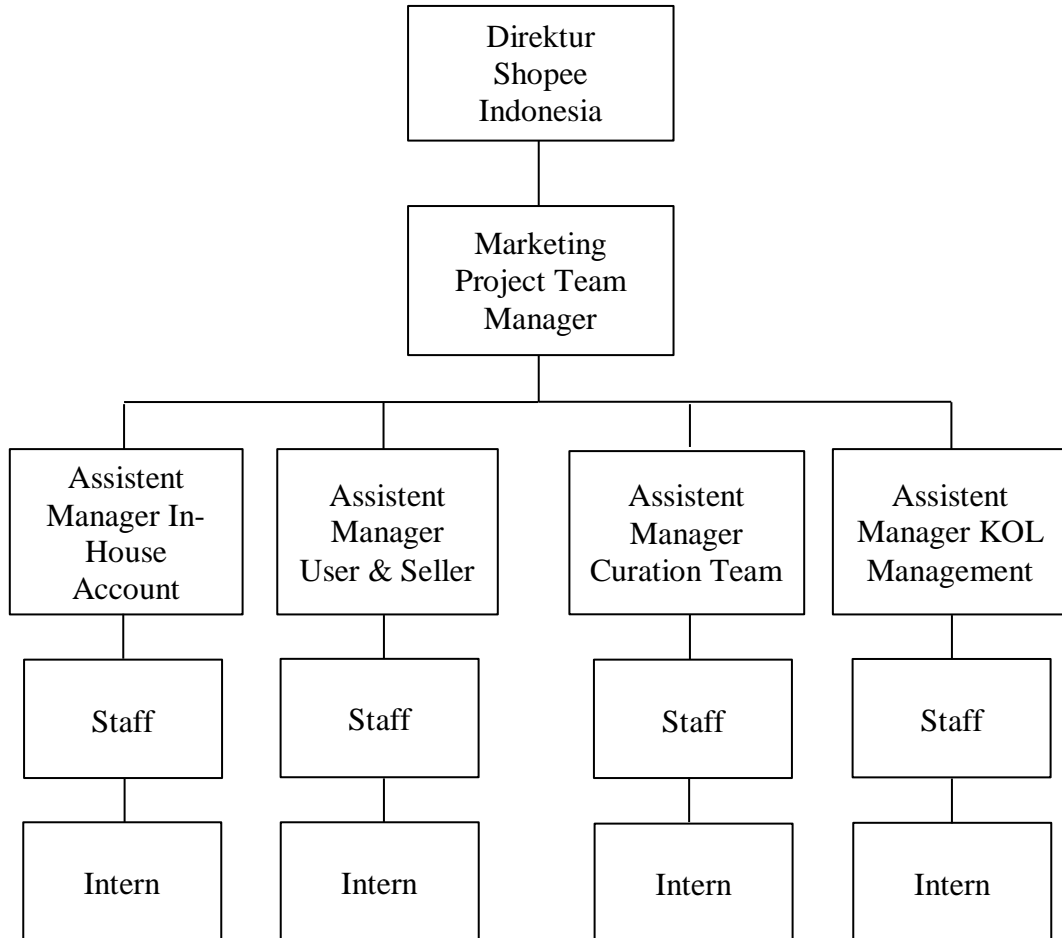 Direktur
Shopee
Indonesia
Marketing
Project Team
Manager
Assistent
Manager In-
House
Account
Assistent
Manager
User & Seller
Assistent
Manager
Curation Team
Assistent
Manager KOL
Management
Staff
Staff
Staff
Staff
Intern
Intern
Intern
Intern